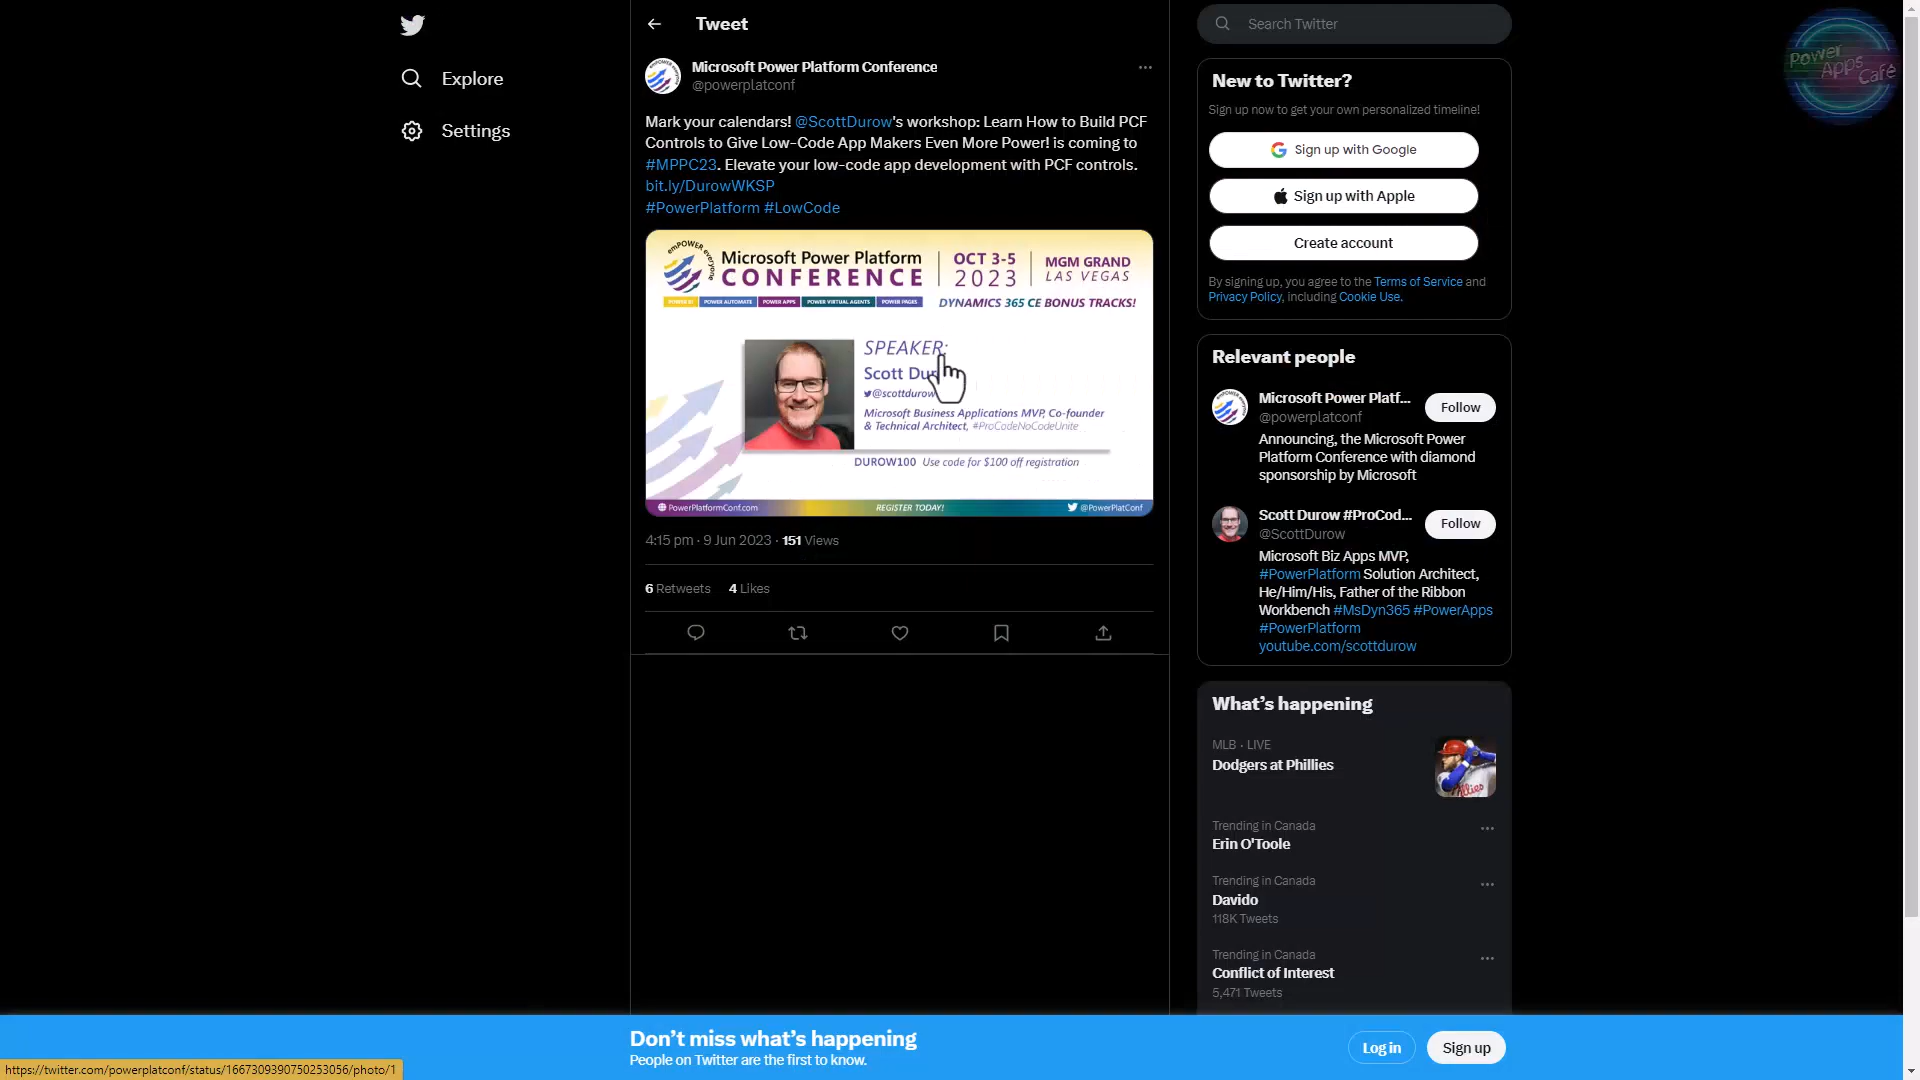 Tweet
Search Twitter
Explore
Settings
Microsoft Power Platform Conference
@powerplatconf
Mark your calendars! @ScottDurow's workshop: Learn How to Build PCF
Controls to Give Low-Code App Makers Even More Power! is coming to
#MPPC23. Elevate your low-code app development with PCF controls.
bit.ly/DurowWKSP
#PowerPlatform #LowCode
emPOWER everyone
Microsoft Power Platform
CONFERENCE
OCT 3-5
2023
MGM GRAND
LAS VEGAS
POWER BI POWER AUTOMATE POWER APPS POWER VIRTUAL AGENTS POWER PAGES
DYNAMICS 365 CE BONUS TRACKS!
SPEAKER:
Scott Du
@scottdurow
Microsoft Business Applications MVP, Co-founder
& Technical Architect, #ProCodeNoCodeUnite
DUROW100 Use code for $100 off registration
PowerPlatformConf.com
REGISTER TODAY!
@PowerPlatConf
4:15 pm · 9 Jun 2023 · 151 Views
6 Retweets 4 Likes
New to Twitter?
Sign up now to get your own personalized timeline!
Sign up with Google
Sign up with Apple
Create account
By signing up, you agree to the Terms of Service and
Privacy Policy, including Cookie Use.
Relevant people
Microsoft Power Platf...
@powerplatconf
Follow
Announcing, the Microsoft Power
Platform Conference with diamond
sponsorship by Microsoft
Scott Durow #ProCod...
@ScottDurow
Follow
Microsoft Biz Apps MVP,
#PowerPlatform Solution Architect,
He/Him/His, Father of the Ribbon
Workbench #MsDyn365 #PowerApps
#PowerPlatform
youtube.com/scottdurow
What's happening
MLB · LIVE
Dodgers at Phillies
Trending in Canada
Erin O'Toole
Trending in Canada
Davido
118K Tweets
Trending in Canada
Conflict of Interest
5,471 Tweets
Power
Apps
Café
Don't miss what's happening
People on Twitter are the first to know.
Log in
Sign up
https://twitter.com/powerplatconf/status/1667309390750253056/photo/1